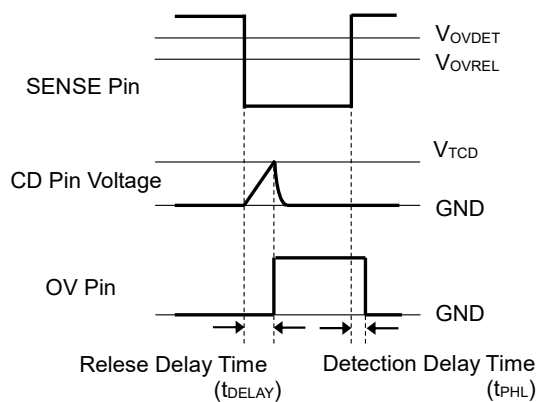 VOVDET
VOVREL
SENSE Pin
VTCD
CD Pin Voltage
GND
OV Pin
GND
Relese Delay Time
(tDELAY)
Detection Delay Time
(tPHL)